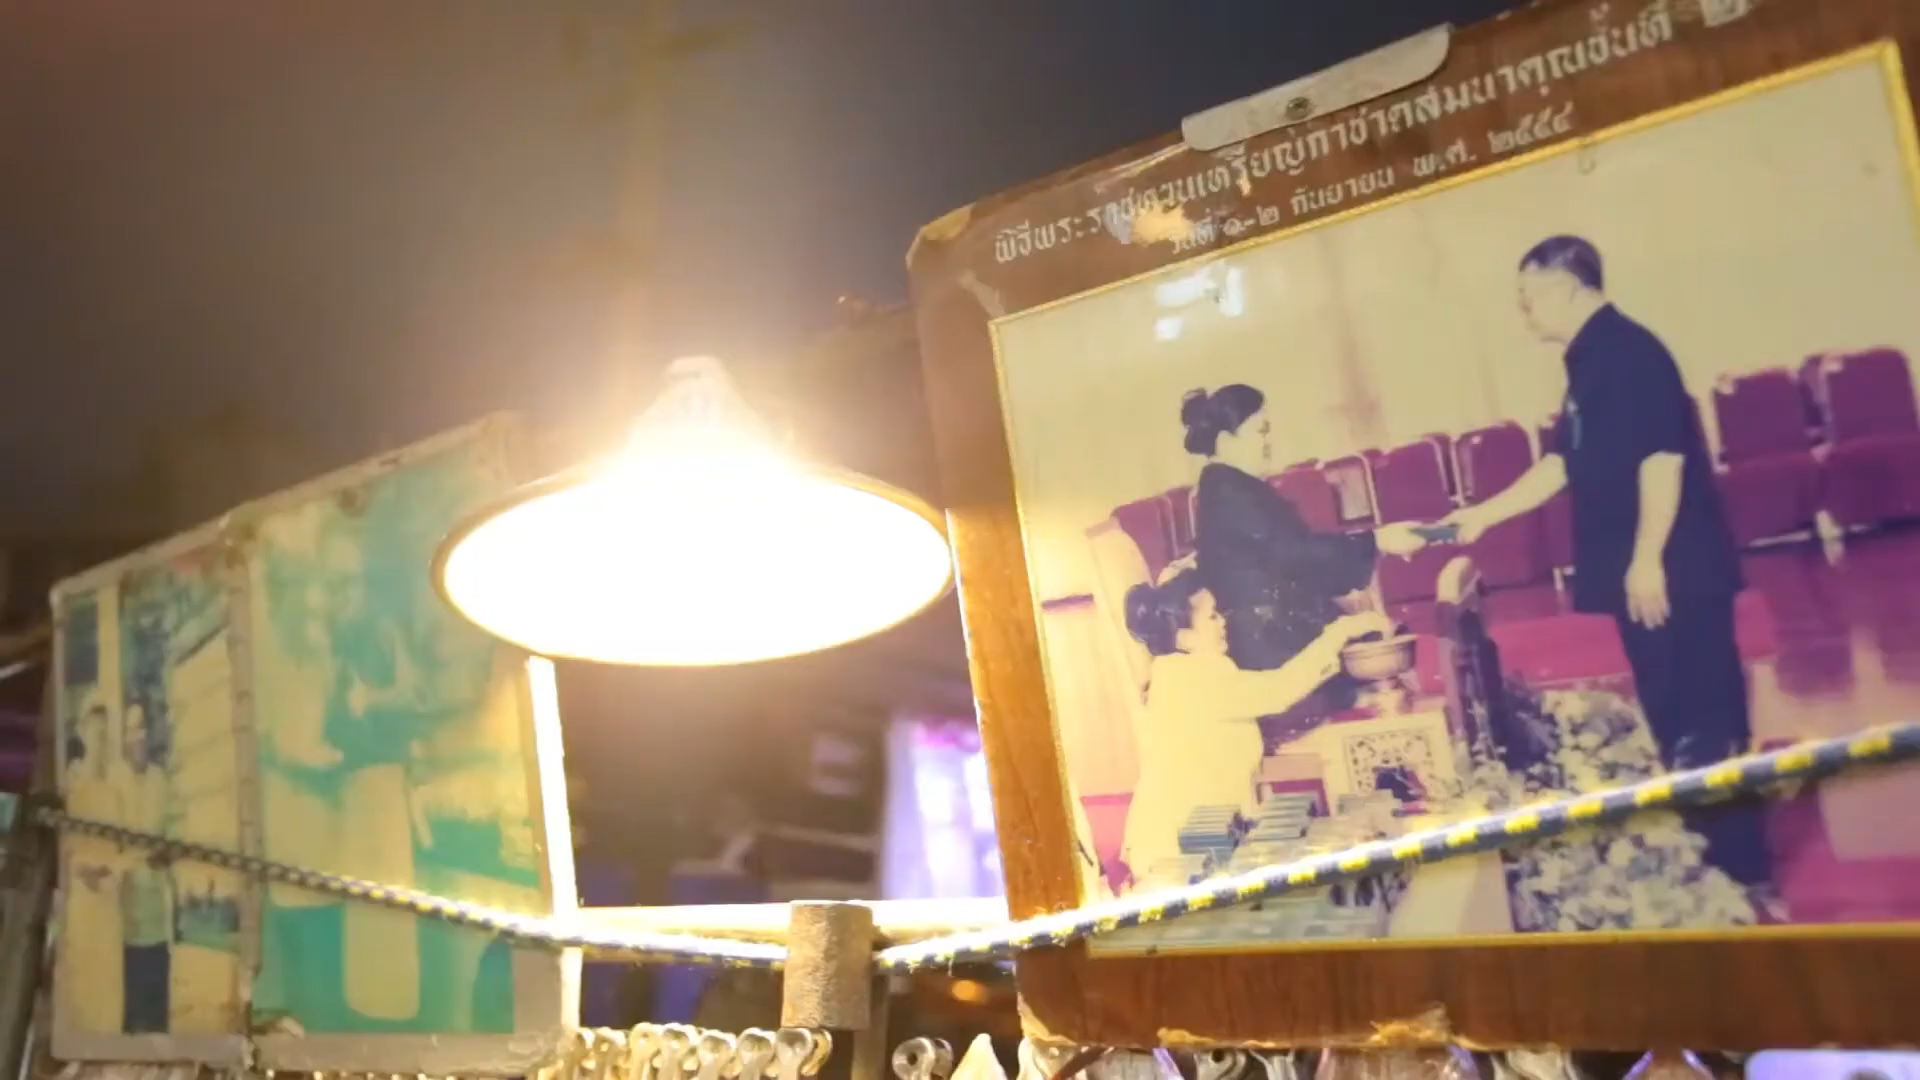 พิธีพระราชทานเหรียญกาชาดสมนาคุณชั้นที่ ๒
วันที่ ๑-๒ กันยายน พ.ศ. ๒๕๕๔